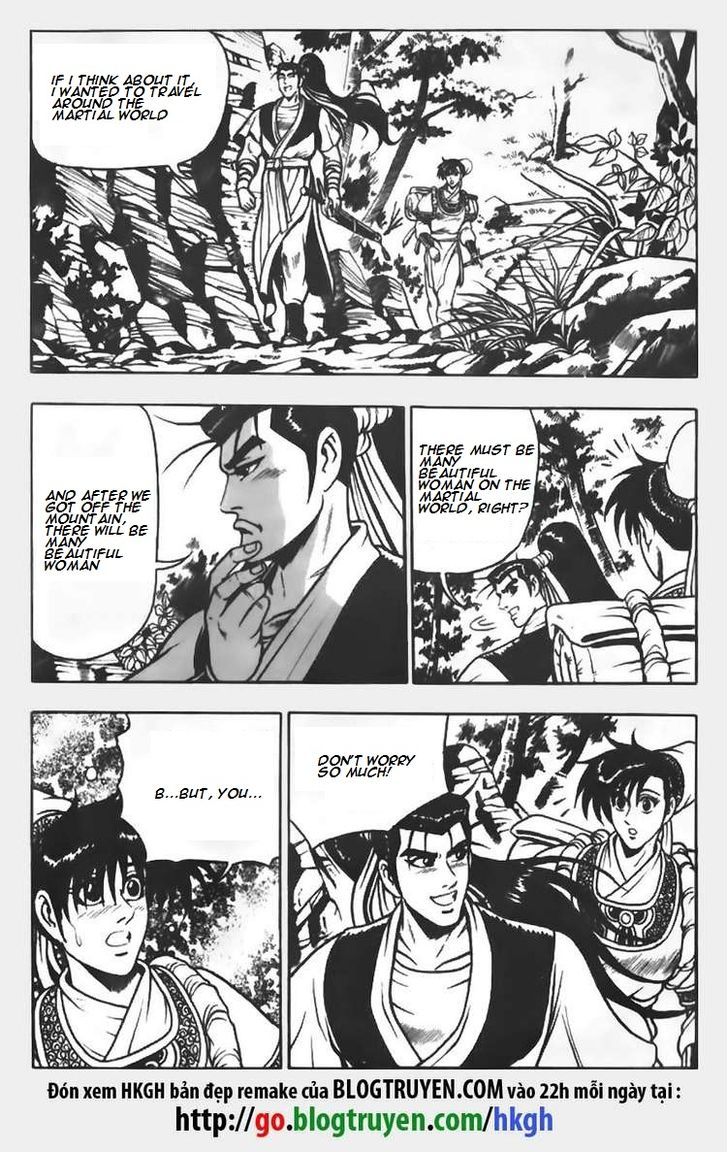 IF I THINK ABOUT IT,
I WANTED TO TRAVEL
AROUND THE
MARTIAL WORLD
AND AFTER WE
GOT OFF THE
MOUNTAIN,
THERE WILL BE
MANY
BEAUTIFUL
WOMAN
THERE MUST BE
MANY
BEAUTIFUL
WOMAN ON THE
MARTIAL
WORLD, RIGHT?
B...BUT, YOU...
DON'T WORRY
SO MUCH!
Đón xem HKGH bản đẹp remake của BLOGTRUYEN.COM vào 22h mỗi ngày tại :
http://go.blogtruyen.com/hkgh